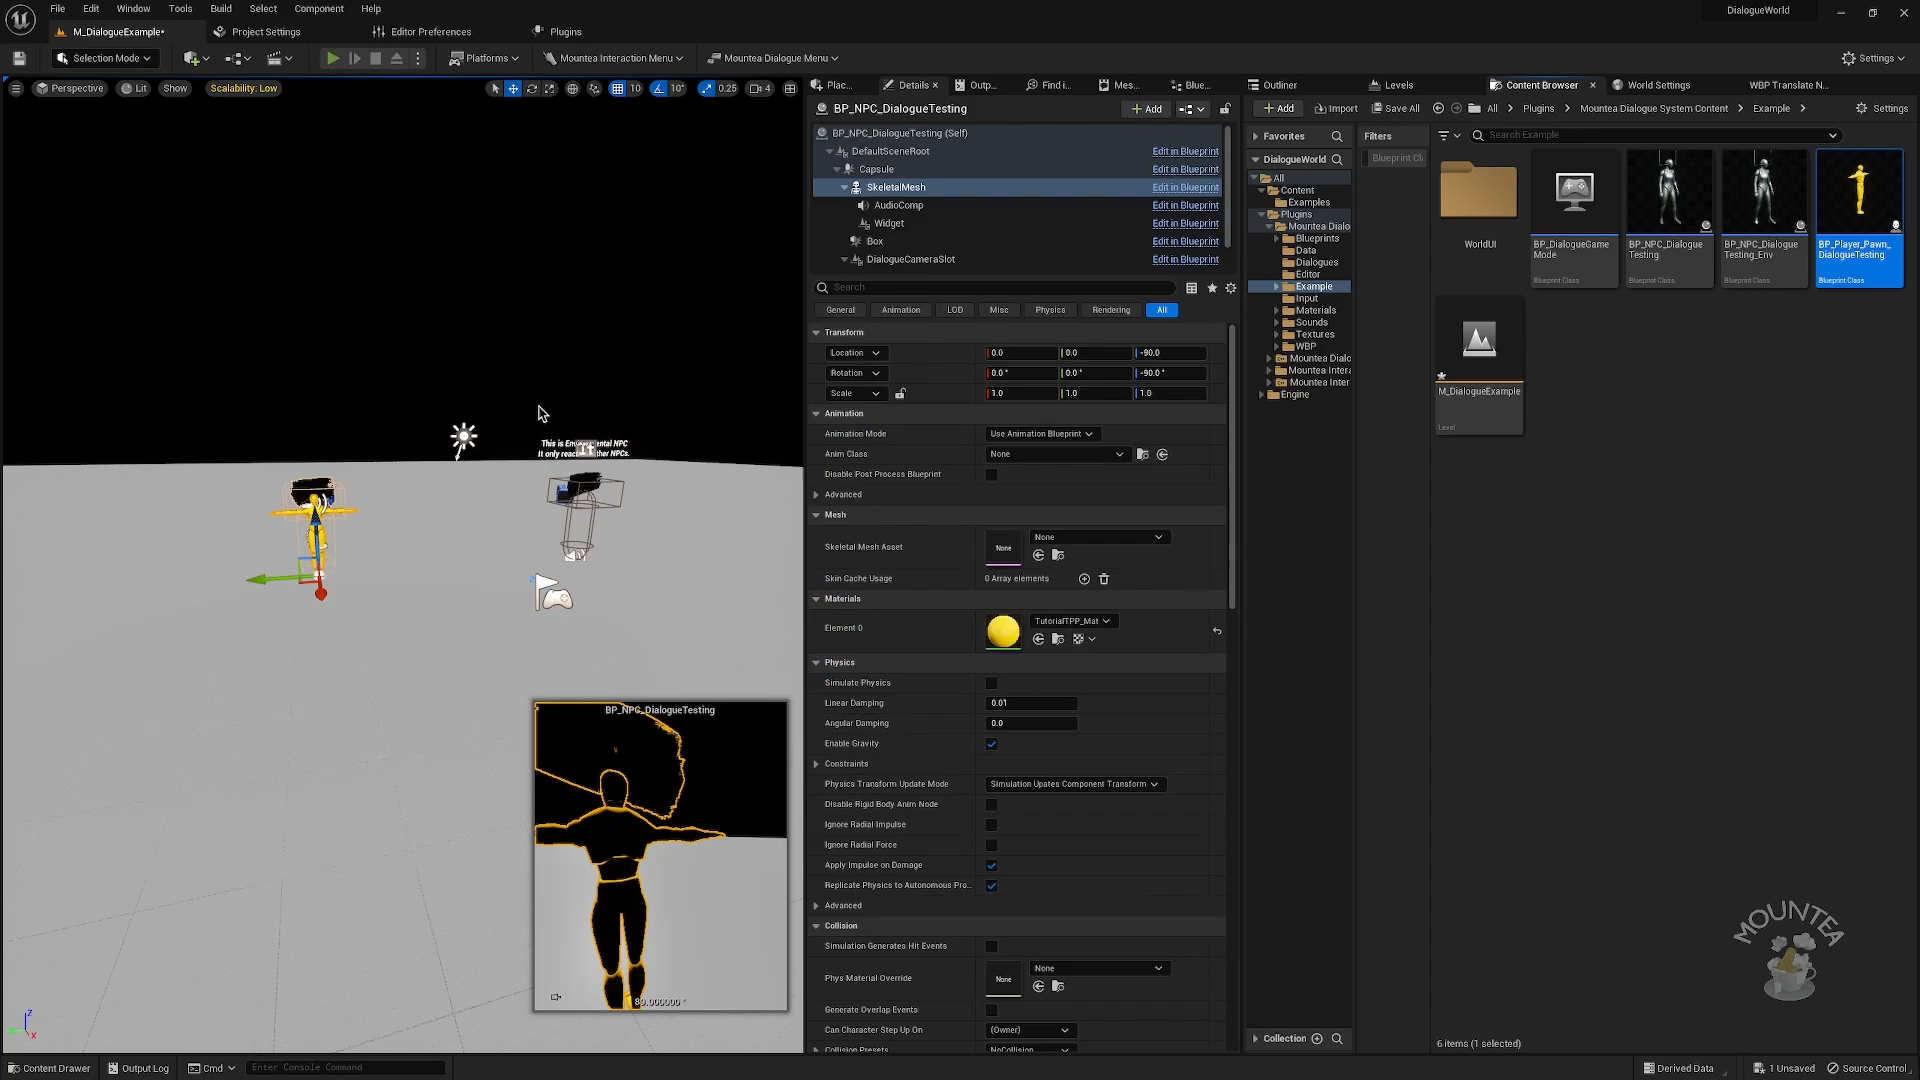 File Edit Window Tools Build Select Component Help
DialogueWorld
M_DialogueExample•
Project Settings
Editor Preferences
Plugins
Selection Mode
Platforms
Mountea Interaction Menu
Mountea Dialogue Menu
Settings
Perspective
Lit
Show
Scalability: Low
10
10°
0.25
4
Plac...
Details
Outp...
Find i...
Mes...
Blue...
Outliner
Levels
Content Browser
World Settings
WBP Translate N...
BP_NPC_DialogueTesting
Add
Add
Import
Save All
All
Plugins
Mountea Dialogue System Content
Example
Settings
BP_NPC_DialogueTesting (Self)
DefaultSceneRoot
Edit in Blueprint
Capsule
Edit in Blueprint
SkeletalMesh
Edit in Blueprint
AudioComp
Edit in Blueprint
Widget
Edit in Blueprint
Box
Edit in Blueprint
DialogueCameraSlot
Edit in Blueprint
Search
General
Animation
LOD
Misc
Physics
Rendering
All
Transform
Location
0.0
0.0
-90.0
Rotation
0.0 °
0.0 °
-90.0 °
Scale
1.0
1.0
1.0
Animation
Animation Mode
Use Animation Blueprint
Anim Class
None
Disable Post Process Blueprint
Advanced
Mesh
Skeletal Mesh Asset
None
None
Skin Cache Usage
0 Array elements
Materials
Element 0
TutorialTPP_Mat
Physics
Simulate Physics
Linear Damping
0.01
Angular Damping
0.0
Enable Gravity
Constraints
Physics Transform Update Mode
Simulation Upates Component Transform
Disable Rigid Body Anim Node
Ignore Radial Impulse
Ignore Radial Force
Apply Impulse on Damage
Replicate Physics to Autonomous Pro...
Advanced
Collision
Simulation Generates Hit Events
Phys Material Override
None
None
Generate Overlap Events
Can Character Step Up On
(Owner)
Collision Presets
NoCollision
Favorites
DialogueWorld
All
Content
Examples
Plugins
Mountea Dialo
Blueprints
Data
Dialogues
Editor
Example
Input
Materials
Sounds
Textures
WBP
Mountea Dialo
Mountea Intera
Mountea Inter
Engine
Collection
Filters
Blueprint Cl
Search Example
WorldUI
BP_DialogueGame
Mode
Blueprint Class
BP_NPC_Dialogue
Testing
Blueprint Class
BP_NPC_Dialogue
Testing_Env
Blueprint Class
BP_Player_Pawn_
DialogueTesting
Blueprint Class
M_DialogueExample
Level
6 items (1 selected)
This is NPC
It only NPCs.
BP_NPC_DialogueTesting
MOUNTEA
Z
X
Content Drawer
Output Log
Cmd
Enter Console Command
Derived Data
1 Unsaved
Source Control